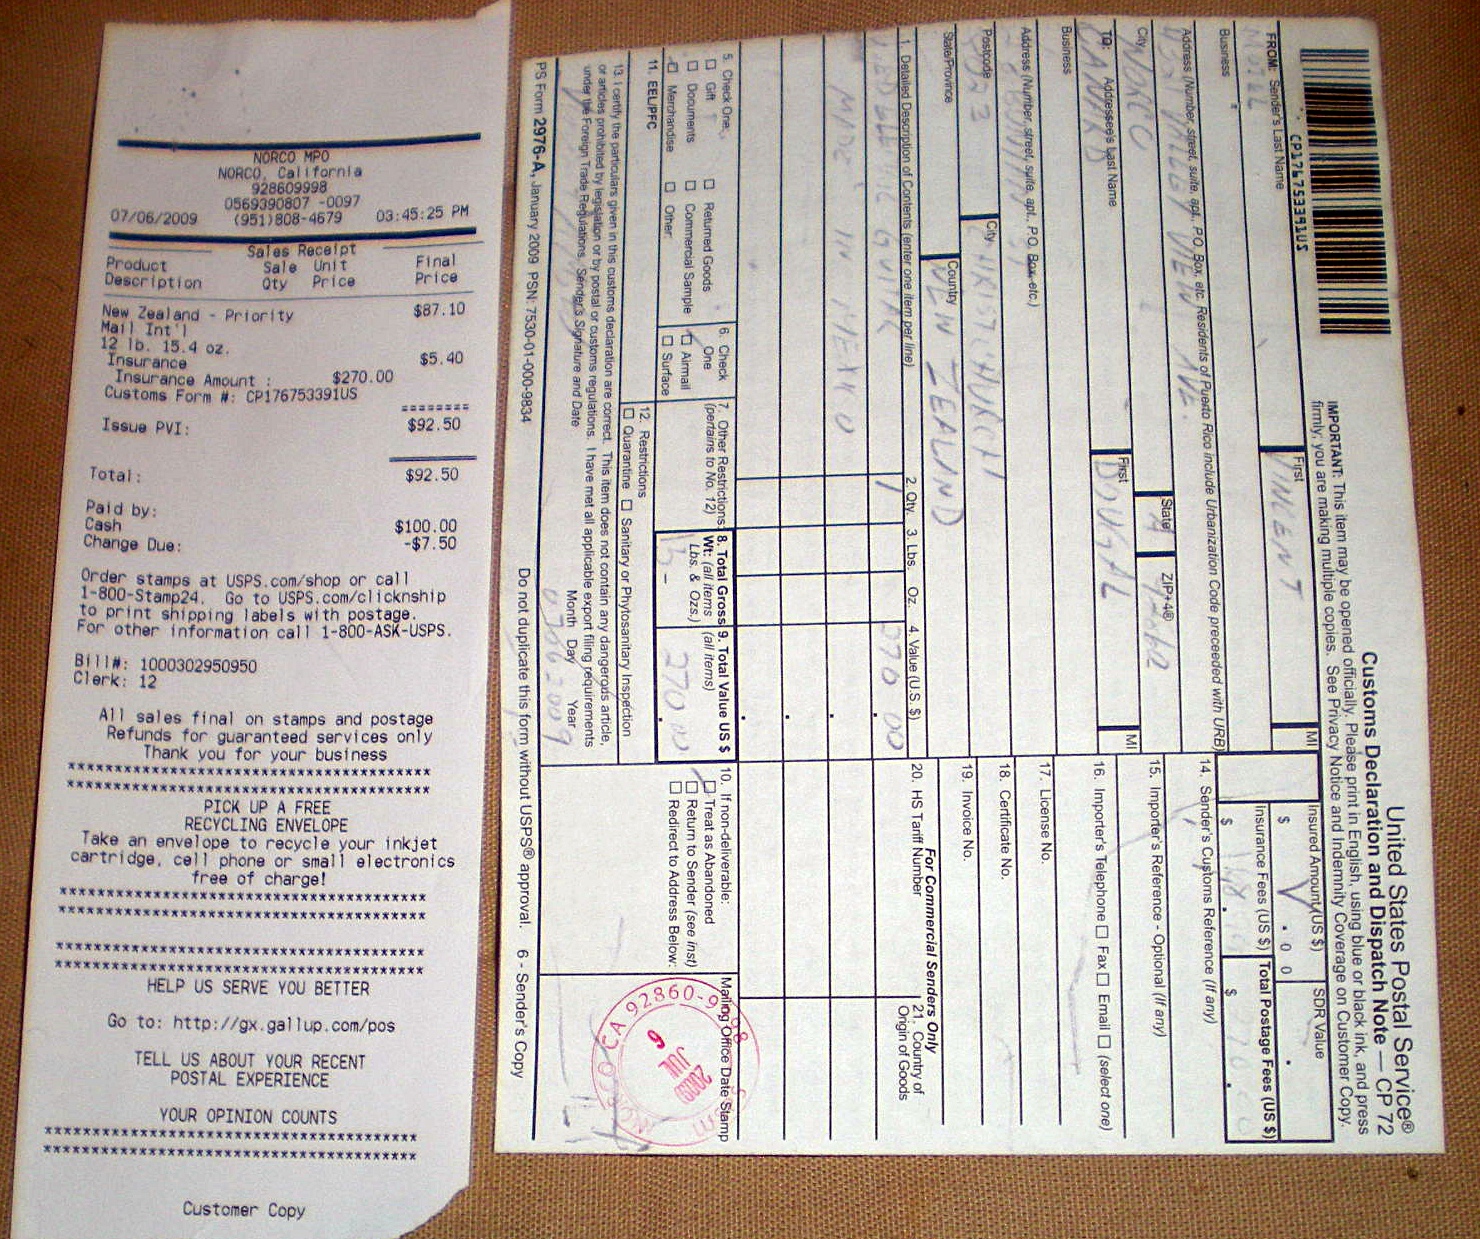 NORCO MPO
NORCO, California
928609998
0569390807 -0097
07/06/2009 (951)808-4679 03:45:25 PM
Sales Receipt
Product Sale Unit Final
Description Qty Price Price
New Zealand - Priority $87.10
Mail Int'l
12 lb. 15.4 oz.
Insurance $5.40
Insurance Amount : $270.00
Customs Form #: CP176753391US
========
Issue PVI: $92.50
Total: $92.50
Paid by:
Cash $100.00
Change Due: -$7.50
Order stamps at USPS.com/shop or call
1-800-Stamp24. Go to USPS.com/clicknship
to print shipping labels with postage.
For other information call 1-800-ASK-USPS.
Bill#: 1000302950950
Clerk: 12
All sales final on stamps and postage
Refunds for guaranteed services only
Thank you for your business
****************************************
****************************************
PICK UP A FREE
RECYCLING ENVELOPE
Take an envelope to recycle your inkjet
cartridge, cell phone or small electronics
free of charge!
****************************************
****************************************
****************************************
****************************************
HELP US SERVE YOU BETTER
Go to: http://gx.gallup.com/pos
TELL US ABOUT YOUR RECENT
POSTAL EXPERIENCE
YOUR OPINION COUNTS
****************************************
****************************************
Customer Copy
United States Postal Service®
Customs Declaration and Dispatch Note — CP 72
IMPORTANT: This item may be opened officially. Please print in English, using blue or black ink, and press
firmly; you are making multiple copies. See Privacy Notice and Indemnity Coverage on Customer Copy.
CP176753391US
FROM: Sender's Last Name First MI
VINCENT
Business
Address (Number, street, suite, apt., P.O. Box, etc. Residents of Puerto Rico include Urbanization Code preceeded with URB)
VALLEY VIEW AVE.
City State ZIP+4®
NORCO
TO: Addressee's Last Name First MI
DOUGAL
Business
Address (Number, street, suite, apt., P.O. Box, etc.)
Postcode City
CHRISTCHURCH
State/Province Country
NEW ZEALAND
Insured Amount (US $) SDR Value
$ . 0 0
Insurance Fees (US $) Total Postage Fees (US $)
$ $
14. Sender's Customs Reference (If any)
15. Importer's Reference - Optional (If any)
16. Importer's Telephone Fax Email (select one)
17. License No.
18. Certificate No.
19. Invoice No.
1. Detailed Description of Contents (enter one item per line) 2. Qty. 3. Lbs. Oz. 4. Value (U.S. $)
For Commercial Senders Only
20. HS Tariff Number 21. Country of Origin of Goods
GUITAR 1 270 00
MADE IN MEXICO
5. Check One
Gift Returned Goods
Documents Commercial Sample
Merchandise Other:
6. Check One
Airmail
Surface
7. Other Restrictions
(pertains to No. 12)
8. Total Gross Wt: (all items Lbs. & Ozs.)
9. Total Value US $ (all items)
270 00
10. If non-deliverable:
Treat as Abandoned
Return to Sender (see inst)
Redirect to Address Below:
Mailing Office Date Stamp
NORCO CA 92860-9998
JUL 6 2009
11. EEL/PFC
12. Restrictions
Quarantine Sanitary or Phytosanitary Inspection
13. I certify the particulars given in this customs declaration are correct. This item does not contain any dangerous article,
or articles prohibited by legislation or by postal or customs regulations. I have met all applicable export filing requirements
under the Foreign Trade Regulations. Sender's Signature and Date Month Day Year
07062009
PS Form 2976-A, January 2009 PSN: 7530-01-000-9834 Do not duplicate this form without USPS® approval. 6 - Sender's Copy